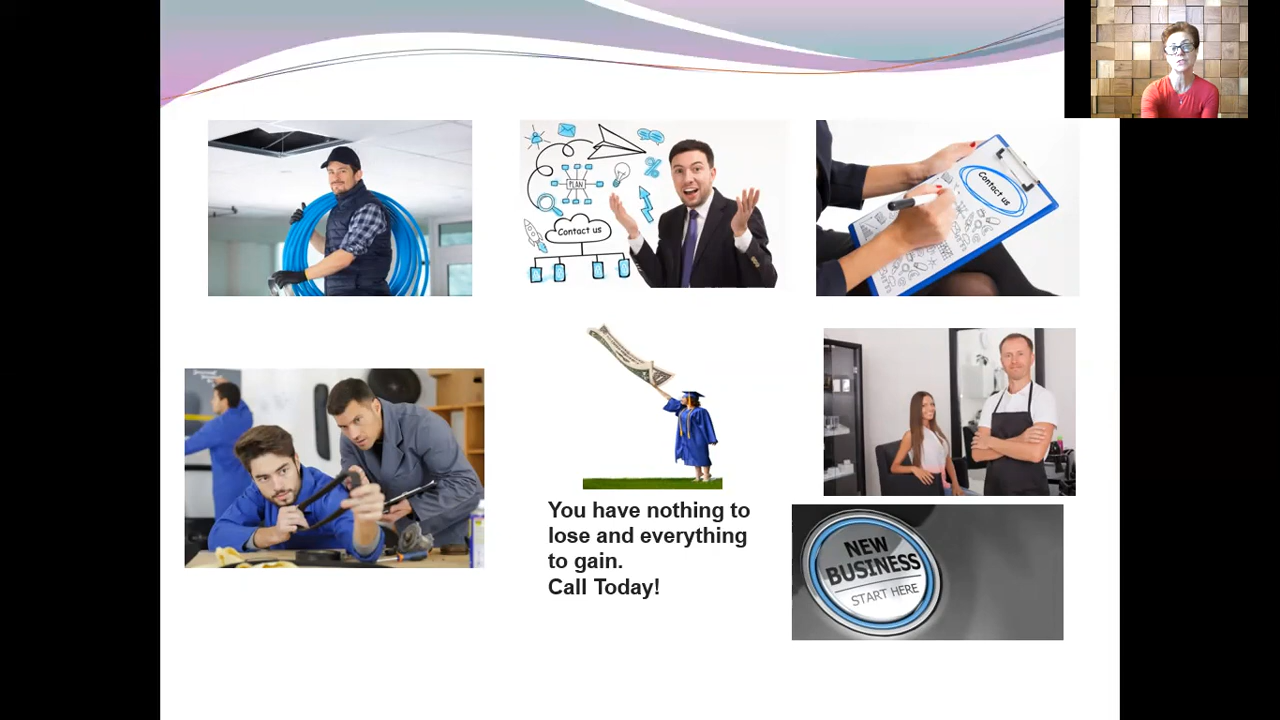 PLAN
Contact us
Contact us
You have nothing to
lose and everything
to gain.
Call Today!
NEW
BUSINESS
START HERE